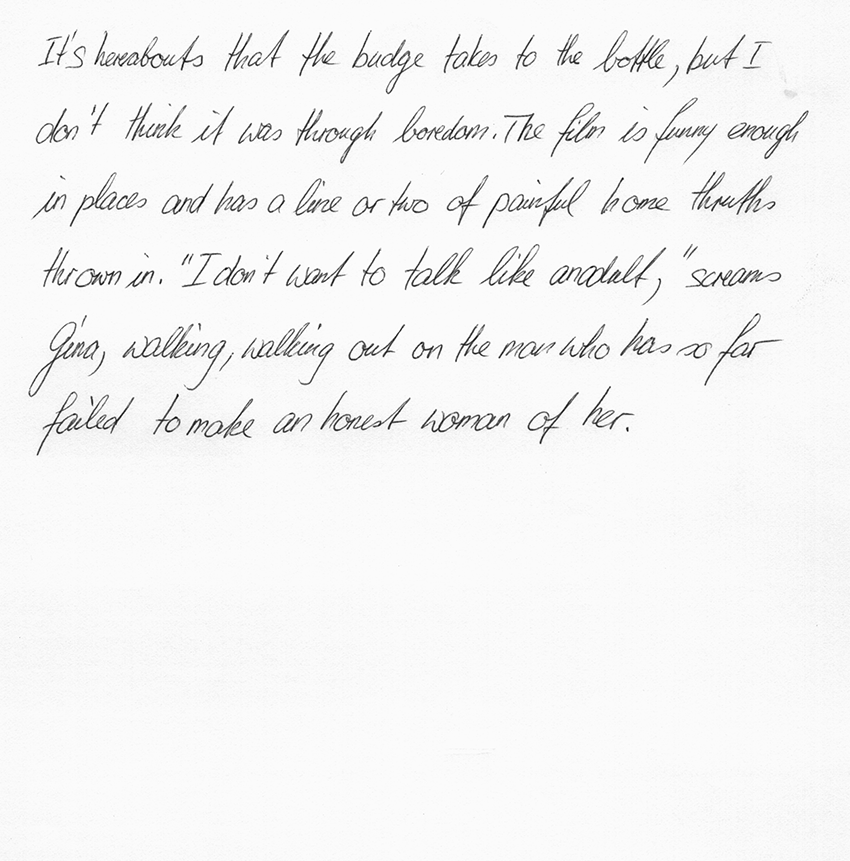 It's hereabouts that the budge takes to the bottle, but I
don't think it was through boredom. The film is funny enough
in places and has a line or two of painful home thruths
thrown in. "I don't want to talk like anadult," screams
Gina, walking, walking out on the man who has so far
failed to make an honest woman of her.